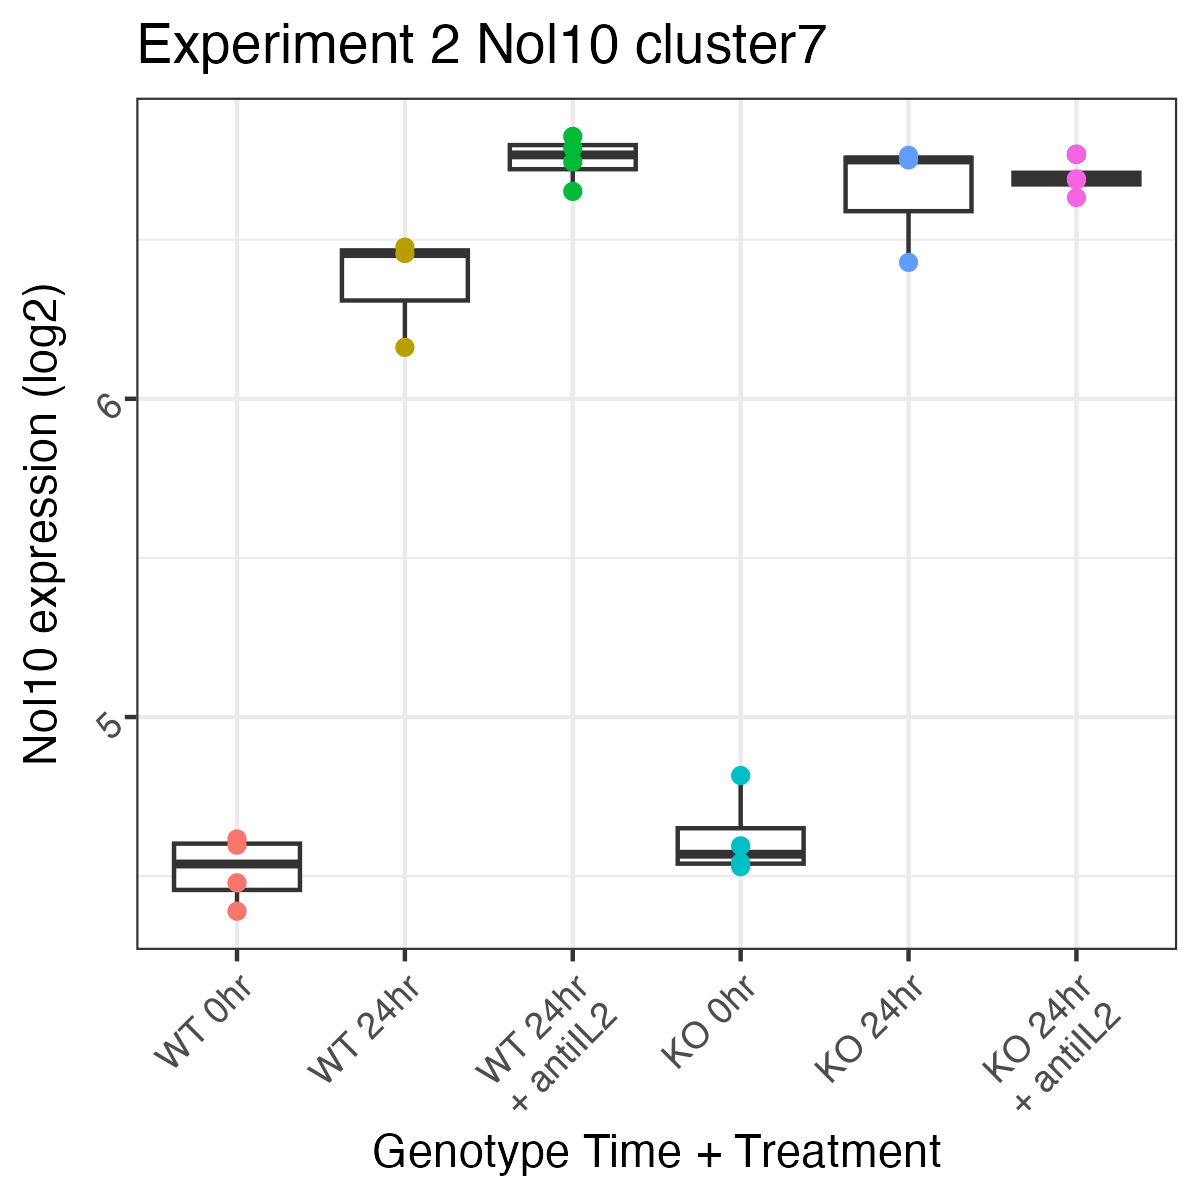 Experiment 2 Nol10 cluster7
Nol10 expression (log2)
6
5
WT 0hr
WT 24hr
WT 24hr
+ antiIL2
KO 0hr
KO 24hr
KO 24hr
+ antiIL2
Genotype Time + Treatment